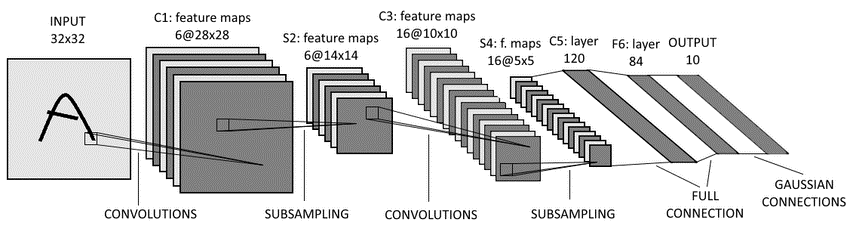 INPUT
32x32
C1: feature maps
6@28x28
S2: feature maps
6@14x14
C3: feature maps
16@10x10
S4: f. maps
16@5x5
C5: layer
120
F6: layer
84
OUTPUT
10
CONVOLUTIONS
SUBSAMPLING
CONVOLUTIONS
SUBSAMPLING
FULL
CONNECTION
GAUSSIAN
CONNECTIONS
A